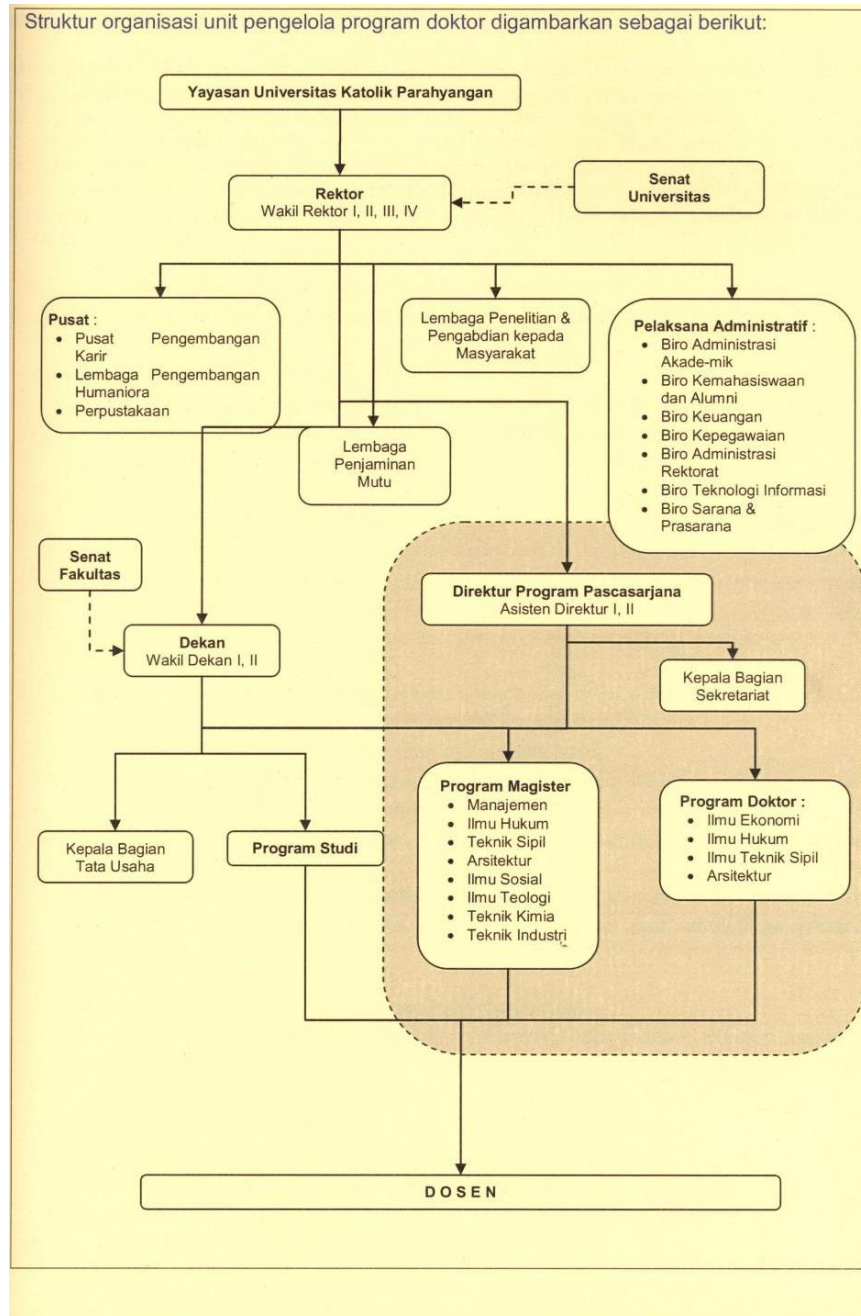 Struktur organisasi unit pengelola program doktor digambarkan sebagai berikut:
Yayasan Universitas Katolik Parahyangan
Rektor
Wakil Rektor I, II, III, IV
Senat
Universitas
Pusat :
• Pusat Pengembangan
Karir
• Lembaga Pengembangan
Humaniora
• Perpustakaan
Lembaga Penelitian &
Pengabdian kepada
Masyarakat
Pelaksana Administratif :
• Biro Administrasi
Akade-mik
• Biro Kemahasiswaan
dan Alumni
• Biro Keuangan
• Biro Kepegawaian
• Biro Administrasi
Rektorat
• Biro Teknologi Informasi
• Biro Sarana &
Prasarana
Lembaga
Penjaminan
Mutu
Senat
Fakultas
Direktur Program Pascasarjana
Asisten Direktur I, II
Dekan
Wakil Dekan I, II
Kepala Bagian
Sekretariat
Program Magister
• Manajemen
• Ilmu Hukum
• Teknik Sipil
• Arsitektur
• Ilmu Sosial
• Ilmu Teologi
• Teknik Kimia
• Teknik Industri
Program Doktor :
• Ilmu Ekonomi
• Ilmu Hukum
• Ilmu Teknik Sipil
• Arsitektur
Kepala Bagian
Tata Usaha
Program Studi
D O S E N